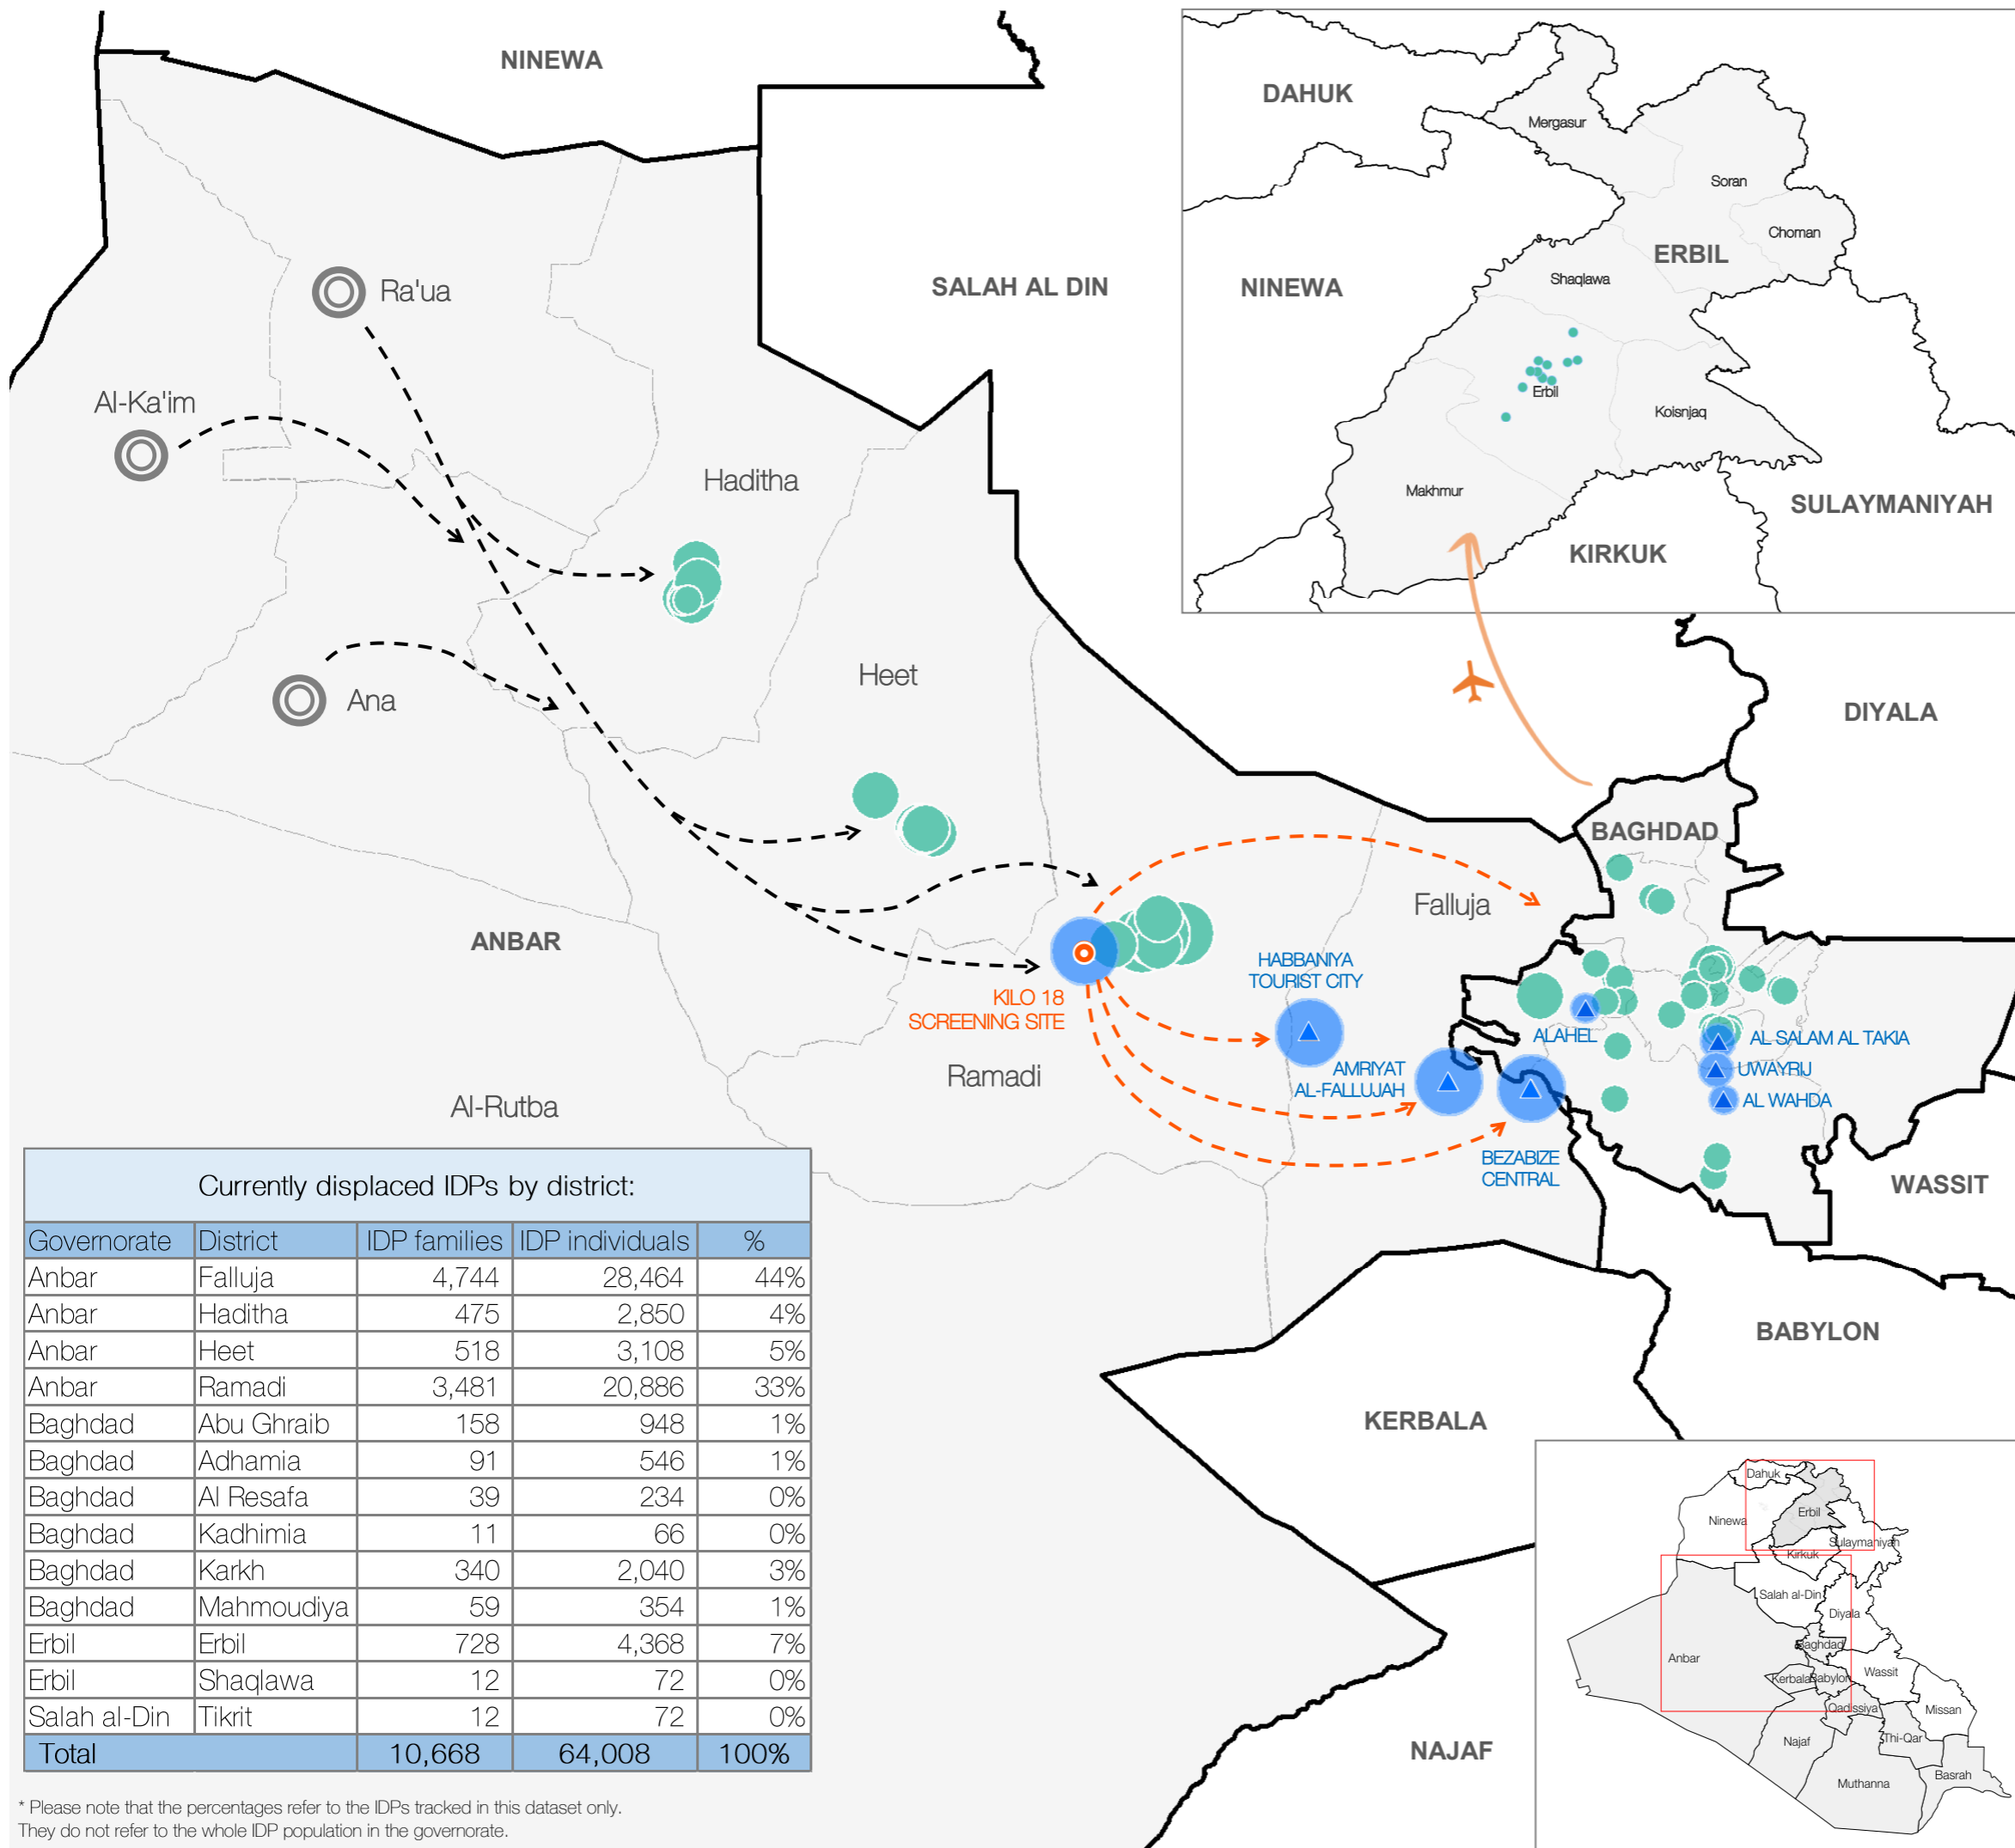 NINEWA
SALAH AL DIN
Ra'ua
Al-Ka'im
Haditha
Heet
Ana
ANBAR
Ramadi
Al-Rutba
Falluja
KILO 18
SCREENING SITE
HABBANIYA
TOURIST CITY
AMRIYAT
AL-FALLUJAH
BEZABIZE
CENTRAL
BAGHDAD
ALAHEL
AL SALAM AL TAKIA
UWAYRIJ
AL WAHDA
DIYALA
WASSIT
BABYLON
KERBALA
NAJAF
DAHUK
Mergasur
Soran
Choman
ERBIL
Shaqlawa
NINEWA
Erbil
Koisnjaq
Makhmur
SULAYMANIYAH
KIRKUK
Currently displaced IDPs by district:
Governorate District IDP families IDP individuals %
Anbar Falluja 4,744 28,464 44%
Anbar Haditha 475 2,850 4%
Anbar Heet 518 3,108 5%
Anbar Ramadi 3,481 20,886 33%
Baghdad Abu Ghraib 158 948 1%
Baghdad Adhamia 91 546 1%
Baghdad Al Resafa 39 234 0%
Baghdad Kadhimia 11 66 0%
Baghdad Karkh 340 2,040 3%
Baghdad Mahmoudiya 59 354 1%
Erbil Erbil 728 4,368 7%
Erbil Shaqlawa 12 72 0%
Salah al-Din Tikrit 12 72 0%
Total 10,668 64,008 100%
* Please note that the percentages refer to the IDPs tracked in this dataset only.
They do not refer to the whole IDP population in the governorate.
Dahuk
Ninewa
Erbil
Sulaymaniyah
Kirkuk
Salah al-Din
Diyala
Baghdad
Anbar
Kerbala
Babylon
Wassit
Qadissiya
Missan
Najaf
Thi-Qar
Muthanna
Basrah